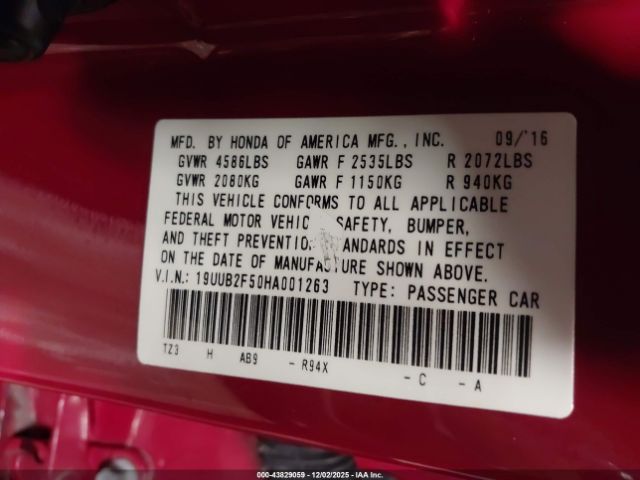 MFD. BY HONDA OF AMERICA MFG., INC. 09/'16
GVWR 4586LBS GAWR F 2535LBS R 2072LBS
GVWR 2080KG GAWR F 1150KG R 940KG
THIS VEHICLE CONFORMS TO ALL APPLICABLE
FEDERAL MOTOR VEHIC SAFETY, BUMPER,
AND THEFT PREVENTIO TANDARDS IN EFFECT
ON THE DATE OF MANUFACTURE SHOWN ABOVE.
V.I.N.: 19UUB2F50HA001263 TYPE: PASSENGER CAR
TZ3 H AB9 - R94X - C - A
000-43829059 | 12/02/2025 - IAA.com